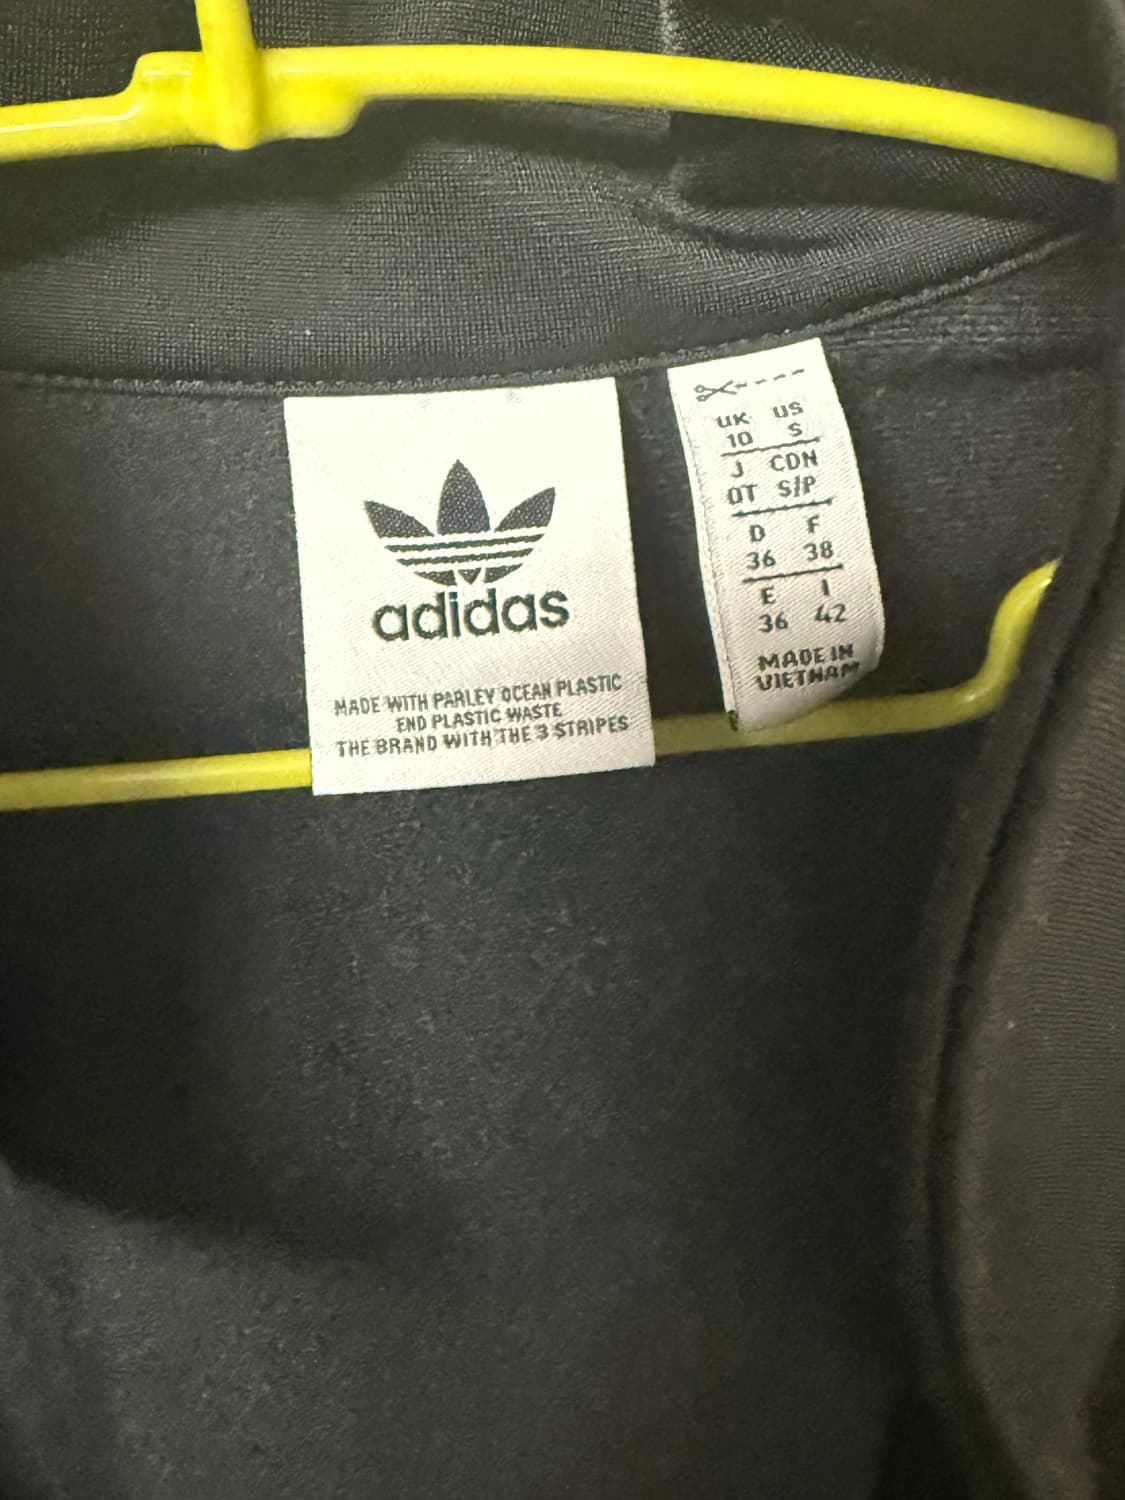 adidas
MADE WITH PARLEY OCEAN PLASTIC
END PLASTIC WASTE
THE BRAND WITH THE 3 STRIPES
UK US
10 S
J CDN
OT S/P
D F
36 38
E I
36 42
MADE IN
VIETNAM